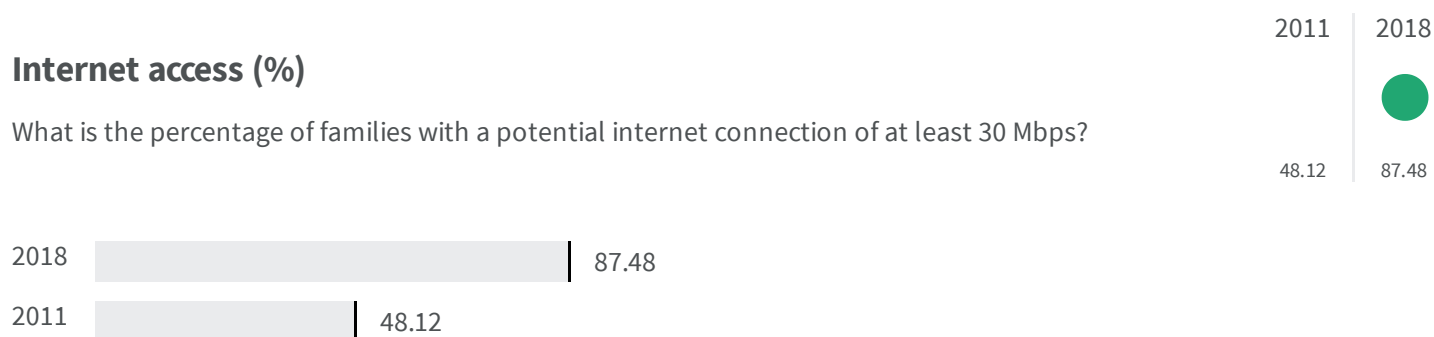 2011 2018
Internet access (%)
What is the percentage of families with a potential internet connection of at least 30 Mbps?
48.12 87.48
2018 87.48
2011 48.12